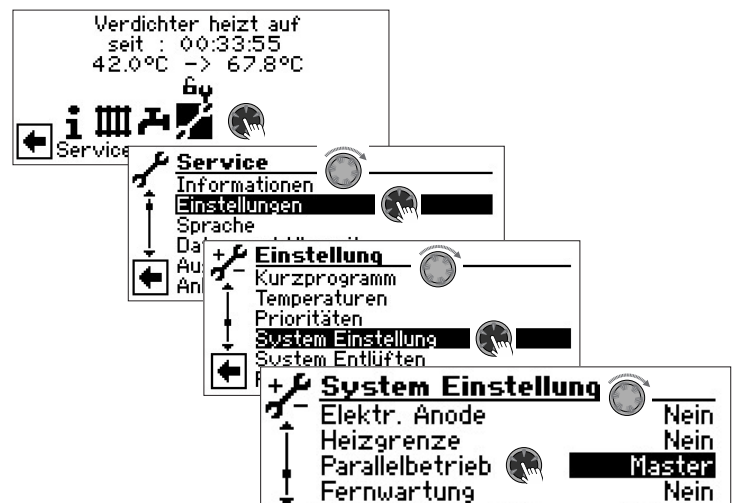 Verdichter heizt auf
seit : 00:33:55
42.0°C -> 67.8°C
Service
Service
Informationen
Einstellungen
Sprache
Einstellung
Kurzprogramm
Temperaturen
Prioritäten
System Einstellung
System Entlüften
System Einstellung
Elektr. Anode Nein
Heizgrenze Nein
Parallelbetrieb Master
Fernwartung Nein